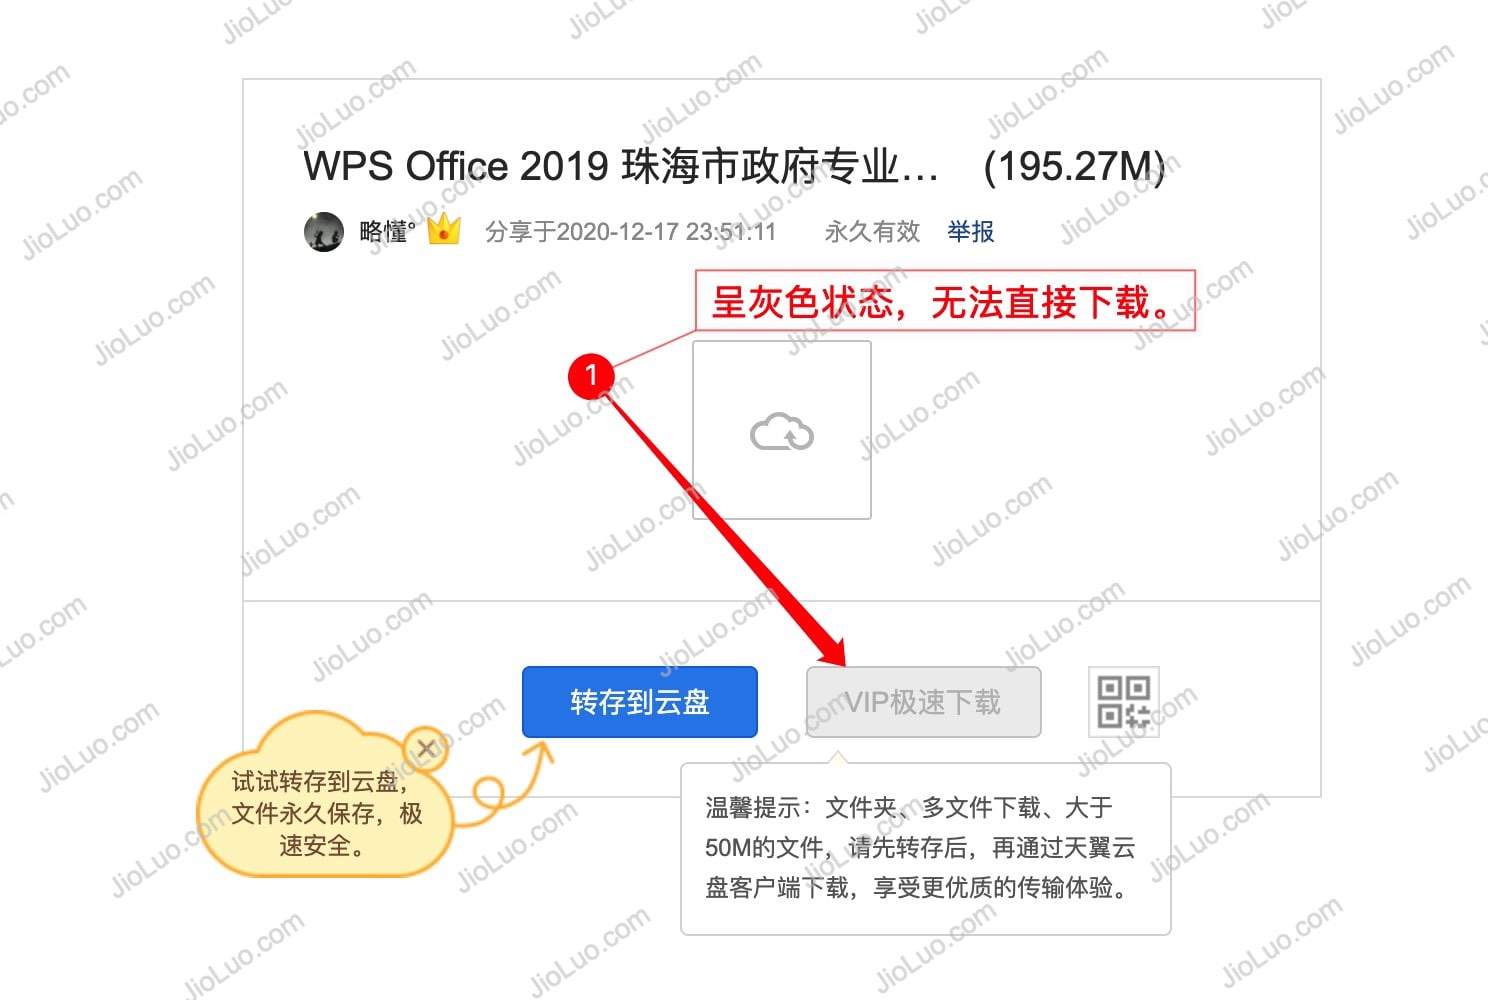 WPS Office 2019 珠海市政府专业... (195.27M)
略懂° 分享于2020-12-17 23:51:11 永久有效 举报
呈灰色状态，无法直接下载。
1
转存到云盘 VIP极速下载
试试转存到云盘，
文件永久保存，极
速安全。
温馨提示：文件夹、多文件下载、大于
50M的文件，请先转存后，再通过天翼云
盘客户端下载，享受更优质的传输体验。
JioLuo.com